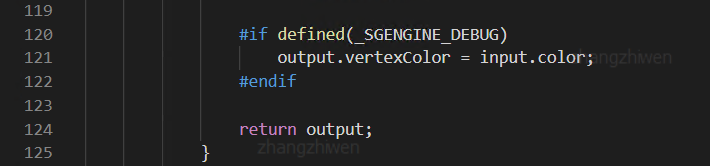 119
120 #if defined(_SGENGINE_DEBUG)
121 output.vertexColor = input.color;
zhangzhiwen
122 #endif
123
124 return output;
zhangzhiwen
125 }